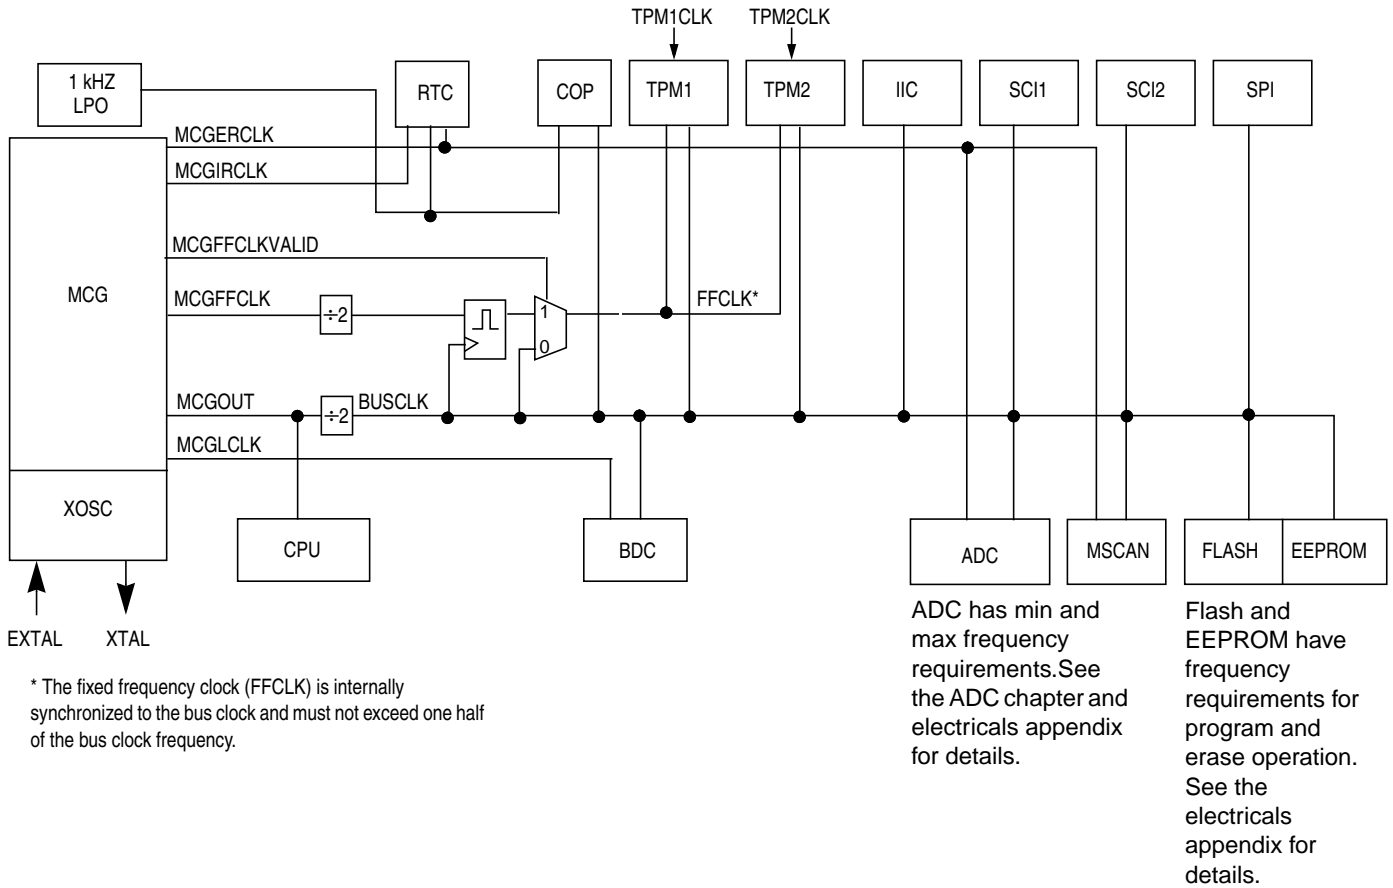 TPM1CLK TPM2CLK
1 kHZ
LPO
RTC COP TPM1 TPM2 IIC SCI1 SCI2 SPI
MCGERCLK
MCGIRCLK
MCGFFCLKVALID
MCG
MCGFFCLK
÷2
1
0
FFCLK*
MCGOUT
÷2
BUSCLK
MCGLCLK
XOSC
CPU BDC ADC MSCAN FLASH EEPROM
EXTAL XTAL
* The fixed frequency clock (FFCLK) is internally
synchronized to the bus clock and must not exceed one half
of the bus clock frequency.
ADC has min and
max frequency
requirements.See
the ADC chapter and
electricals appendix
for details.
Flash and
EEPROM have
frequency
requirements for
program and
erase operation.
See the
electricals
appendix for
details.